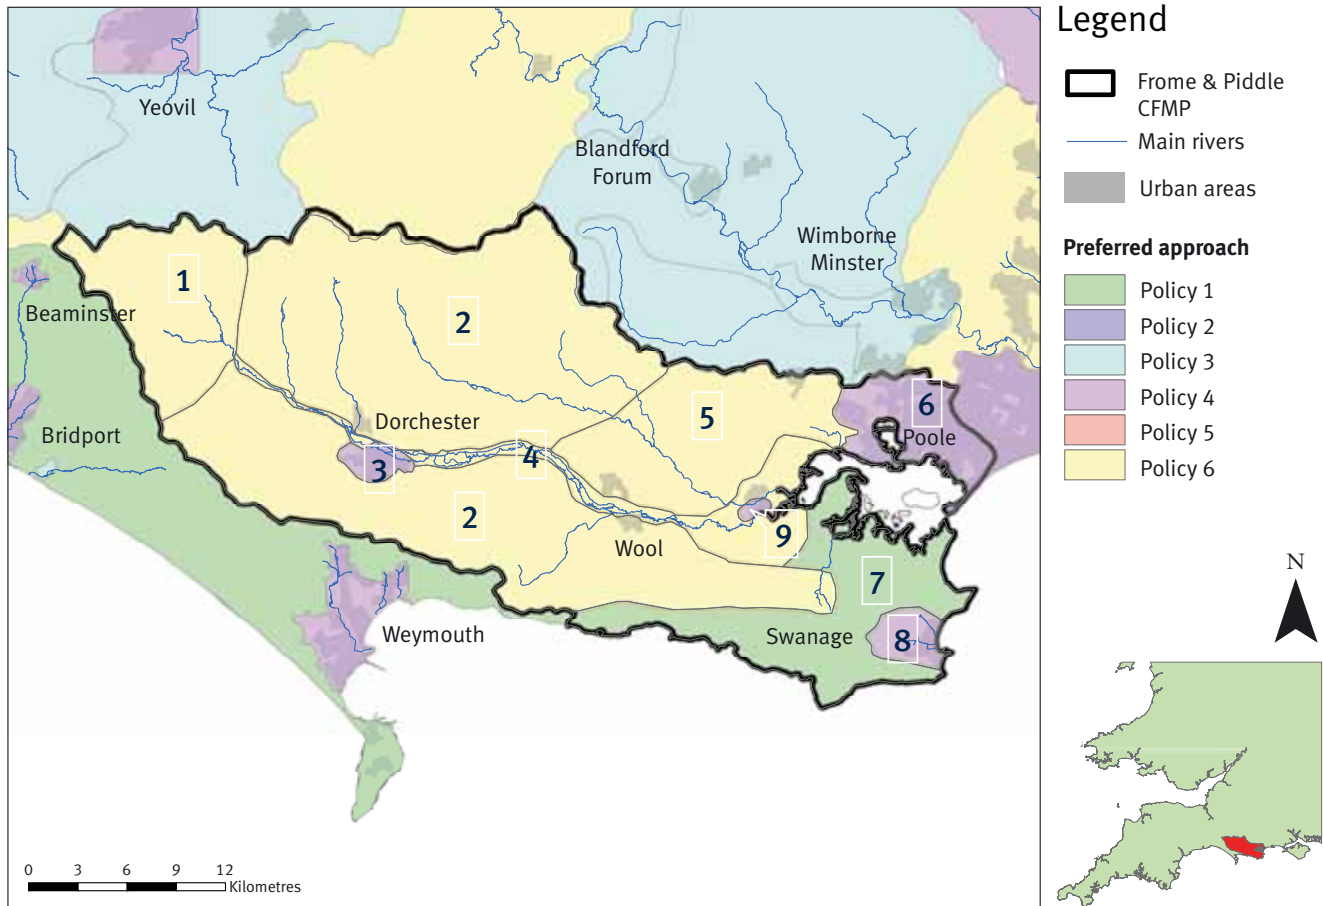 Yeovil
Blandford
Forum
Wimborne
Minster
1
2
Beaminster
5
6
Poole
Dorchester
Bridport
3
4
2
9
Wool
7
Weymouth
Swanage
8
0 3 6 9 12
Kilometres
Legend
Frome & Piddle
CFMP
Main rivers
Urban areas
Preferred approach
Policy 1
Policy 2
Policy 3
Policy 4
Policy 5
Policy 6
N